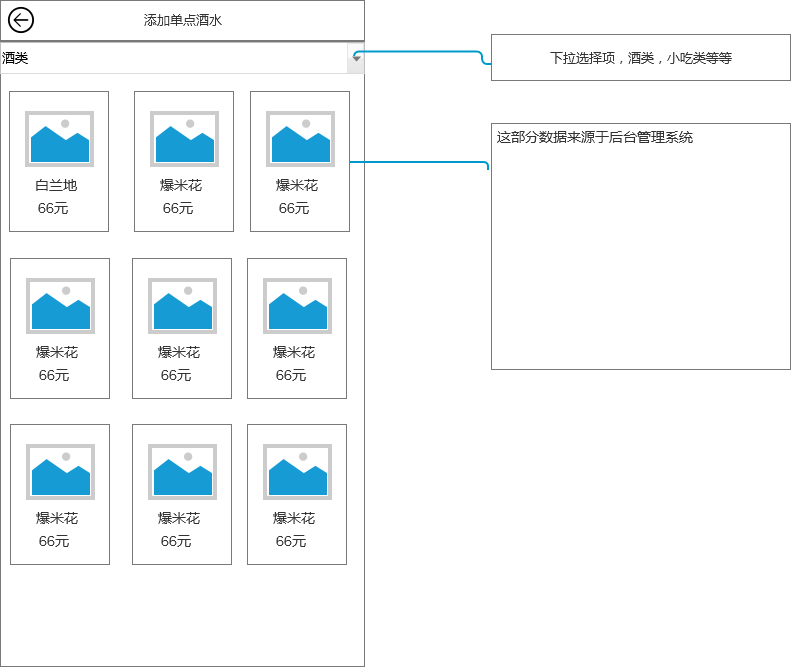 添加单点酒水
酒类
下拉选择项，酒类，小吃类等等
这部分数据来源于后台管理系统
白兰地
66元
爆米花
66元
爆米花
66元
爆米花
66元
爆米花
66元
爆米花
66元
爆米花
66元
爆米花
66元
爆米花
66元